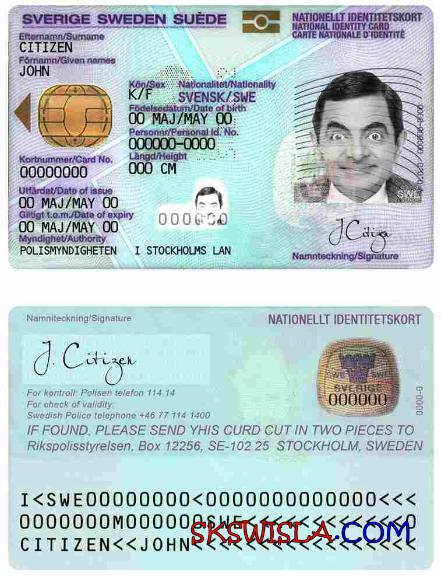 SVERIGE SWEDEN SUÈDE
NATIONELLT IDENTITETSKORT
NATIONAL IDENTITY CARD
CARTE NATIONALE D'IDENTITÉ
Efternamn/Surname
CITIZEN
Förnamn/Given names
JOHN
Kön/Sex Nationalitet/Nationality
K/F SVENSK/SWE
Födelsedatum/Date of birth
00 MAJ/MAY 00
Personnr/Personal Id. No.
000000-0000
Längd/Height
000 CM
Kortnummer/Card No.
00000000
Utfärdat/Date of issue
00 MAJ/MAY 00
Giltigt t.o.m./Date of expiry
00 MAJ/MAY 00
Myndighet/Authority
POLISMYNDIGHETEN I STOCKHOLMS LAN
SWE
J Citizen
Namnteckning/Signature
Namnteckning/Signature
NATIONELLT IDENTITETSKORT
J. Citizen
SVERIGE
000000
0000-0
För kontroll: Polisen telefon 114 14
For check of validity:
Swedish Police telephone +46 77 114 1400
IF FOUND, PLEASE SEND YHIS CURD CUT IN TWO PIECES TO
Rikspolisstyrelsen, Box 12256, SE-102 25 STOCKHOLM, SWEDEN
I<SWE00000000<0000000000000<<<
0000000M0000000SWE<<<<<<<<<<<0
CITIZEN<<JOHN<<<<<<<<<<<<<<<<<
SKSWISLA.COM